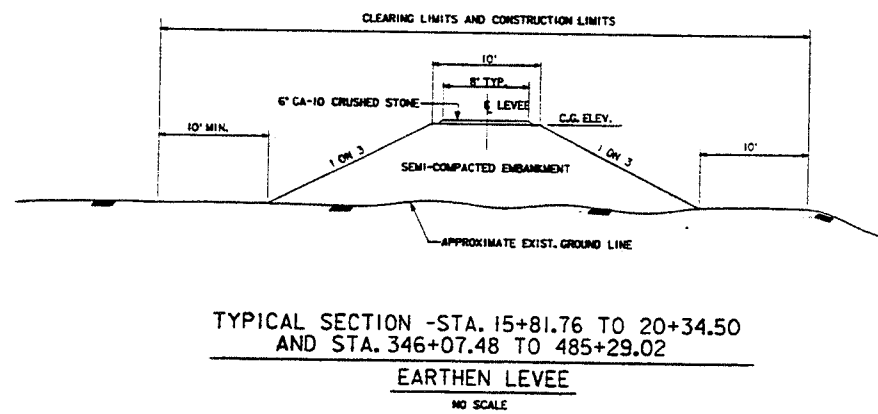 CLEARING LIMITS AND CONSTRUCTION LIMITS
10'
8' TYP.
6" CA-10 CRUSHED STONE
℄ LEVEE
C.G. ELEV.
10' MIN.
1 ON 3
1 ON 3
10'
SEMI-COMPACTED EMBANKMENT
APPROXIMATE EXIST. GROUND LINE
TYPICAL SECTION -STA. 15+81.76 TO 20+34.50
AND STA. 346+07.48 TO 485+29.02
EARTHEN LEVEE
NO SCALE